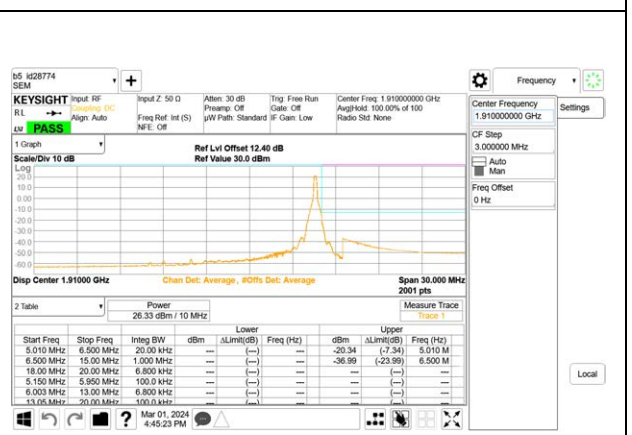 b5 id28774
SEM
+
Frequency
KEYSIGHT
RL
PASS
Input: RF
Coupling: DC
Align: Auto
Input Z: 50 Ω
Freq Ref: Int (S)
NFE: Off
Atten: 30 dB
Preamp: Off
µW Path: Standard
Trig: Free Run
Gate: Off
IF Gain: Low
Center Freq: 1.910000000 GHz
Avg|Hold: 100.00% of 100
Radio Std: None
Center Frequency
1.910000000 GHz
Settings
CF Step
3.000000 MHz
Auto
Man
Freq Offset
0 Hz
1 Graph
Scale/Div 10 dB
Ref Lvl Offset 12.40 dB
Ref Value 30.0 dBm
Log
20.0
10.0
0.00
-10.0
-20.0
-30.0
-40.0
-50.0
-60.0
Disp Center 1.91000 GHz
Chan Det: Average , #Offs Det: Average
Span 30.000 MHz
2001 pts
2 Table
Power
26.33 dBm / 10 MHz
Measure Trace
Trace 1
Lower Upper
Start Freq Stop Freq Integ BW dBm ΔLimit(dB) Freq (Hz) dBm ΔLimit(dB) Freq (Hz)
5.010 MHz 6.500 MHz 20.00 kHz --- (---) --- -20.34 (-7.34) 5.010 M
6.500 MHz 15.00 MHz 1.000 MHz --- (---) --- -36.99 (-23.99) 6.500 M
18.00 MHz 20.00 MHz 6.800 kHz --- (---) --- --- (---) ---
5.150 MHz 5.950 MHz 100.0 kHz --- (---) --- --- (---) ---
6.003 MHz 13.00 MHz 6.800 kHz --- (---) --- --- (---) ---
13.05 MHz 20.00 MHz 100.0 kHz --- (---) --- --- (---) ---
Local
?
Mar 01, 2024
4:45:23 PM